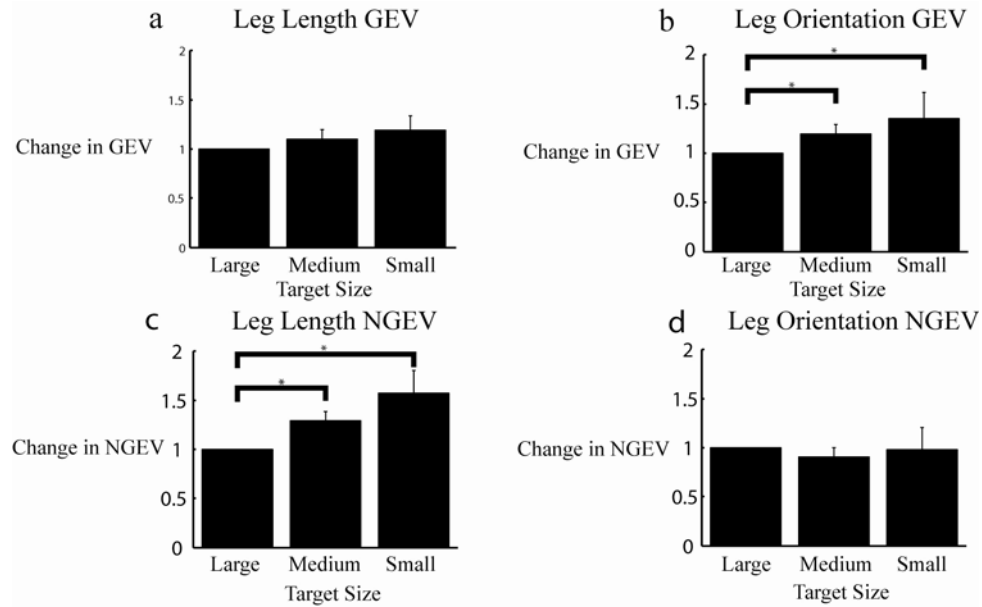 a
Leg Length GEV
2
1.5
1
0.5
0
Change in GEV
Large Medium Small
Target Size
b
Leg Orientation GEV
2
1.5
1
0.5
0
*
*
Change in GEV
Large Medium Small
Target Size
c
Leg Length NGEV
2
1.5
1
0.5
0
*
*
Change in NGEV
Large Medium Small
Target Size
d
Leg Orientation NGEV
2
1.5
1
0.5
0
Change in NGEV
Large Medium Small
Target Size